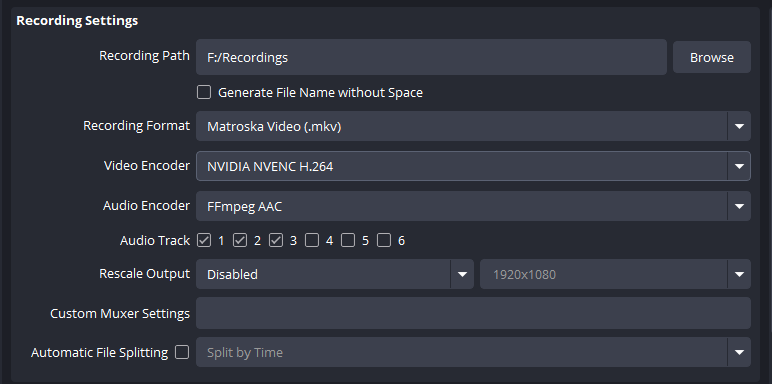 Recording Settings
Recording Path F:/Recordings Browse
Generate File Name without Space
Recording Format Matroska Video (.mkv)
Video Encoder NVIDIA NVENC H.264
Audio Encoder FFmpeg AAC
Audio Track 1 2 3 4 5 6
Rescale Output Disabled 1920x1080
Custom Muxer Settings
Automatic File Splitting Split by Time